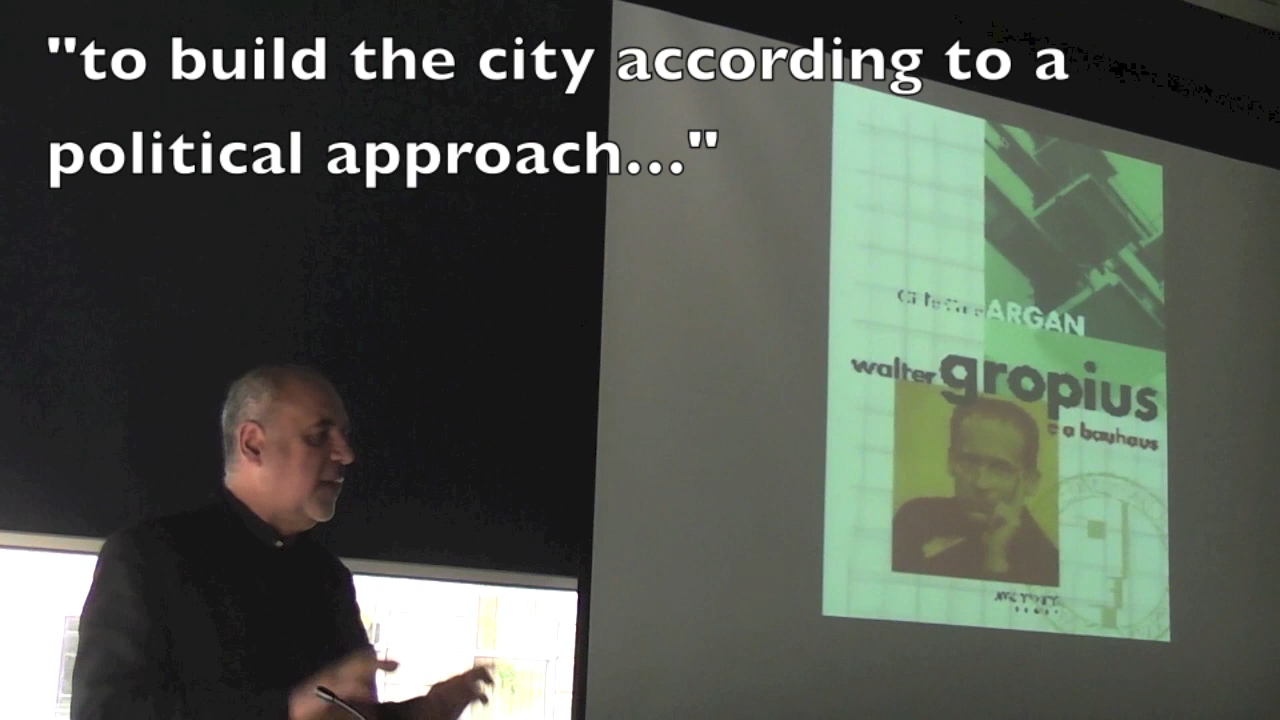 "to build the city according to a
political approach..."
ARGAN
walter gropius
e a bauhaus